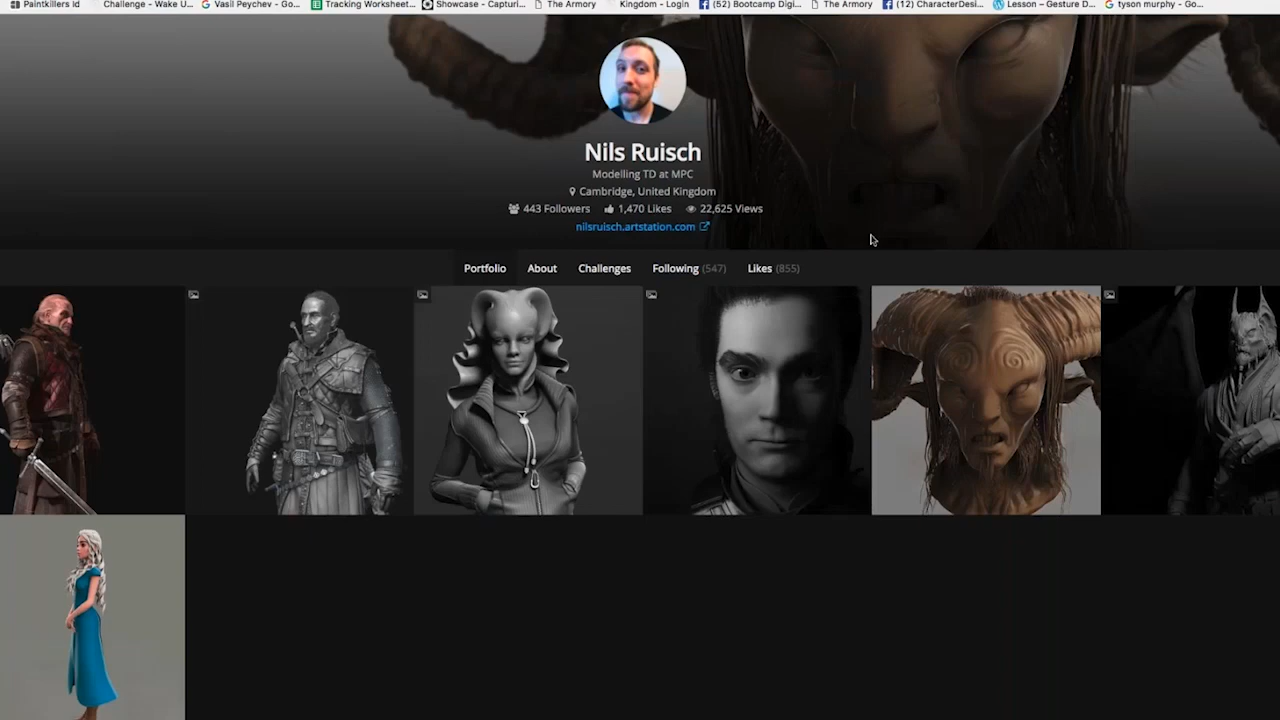 Paintkillers Id Challenge - Wake U... Vasil Peychev - Go... Tracking Worksheet... Showcase - Capturi... The Armory Kingdom - Login (52) Bootcamp Digi... The Armory (12) CharacterDesi... Lesson – Gesture D... tyson murphy - Go...
Nils Ruisch
Modelling TD at MPC
Cambridge, United Kingdom
443 Followers 1,470 Likes 22,625 Views
nilsruisch.artstation.com
Portfolio About Challenges Following (547) Likes (855)